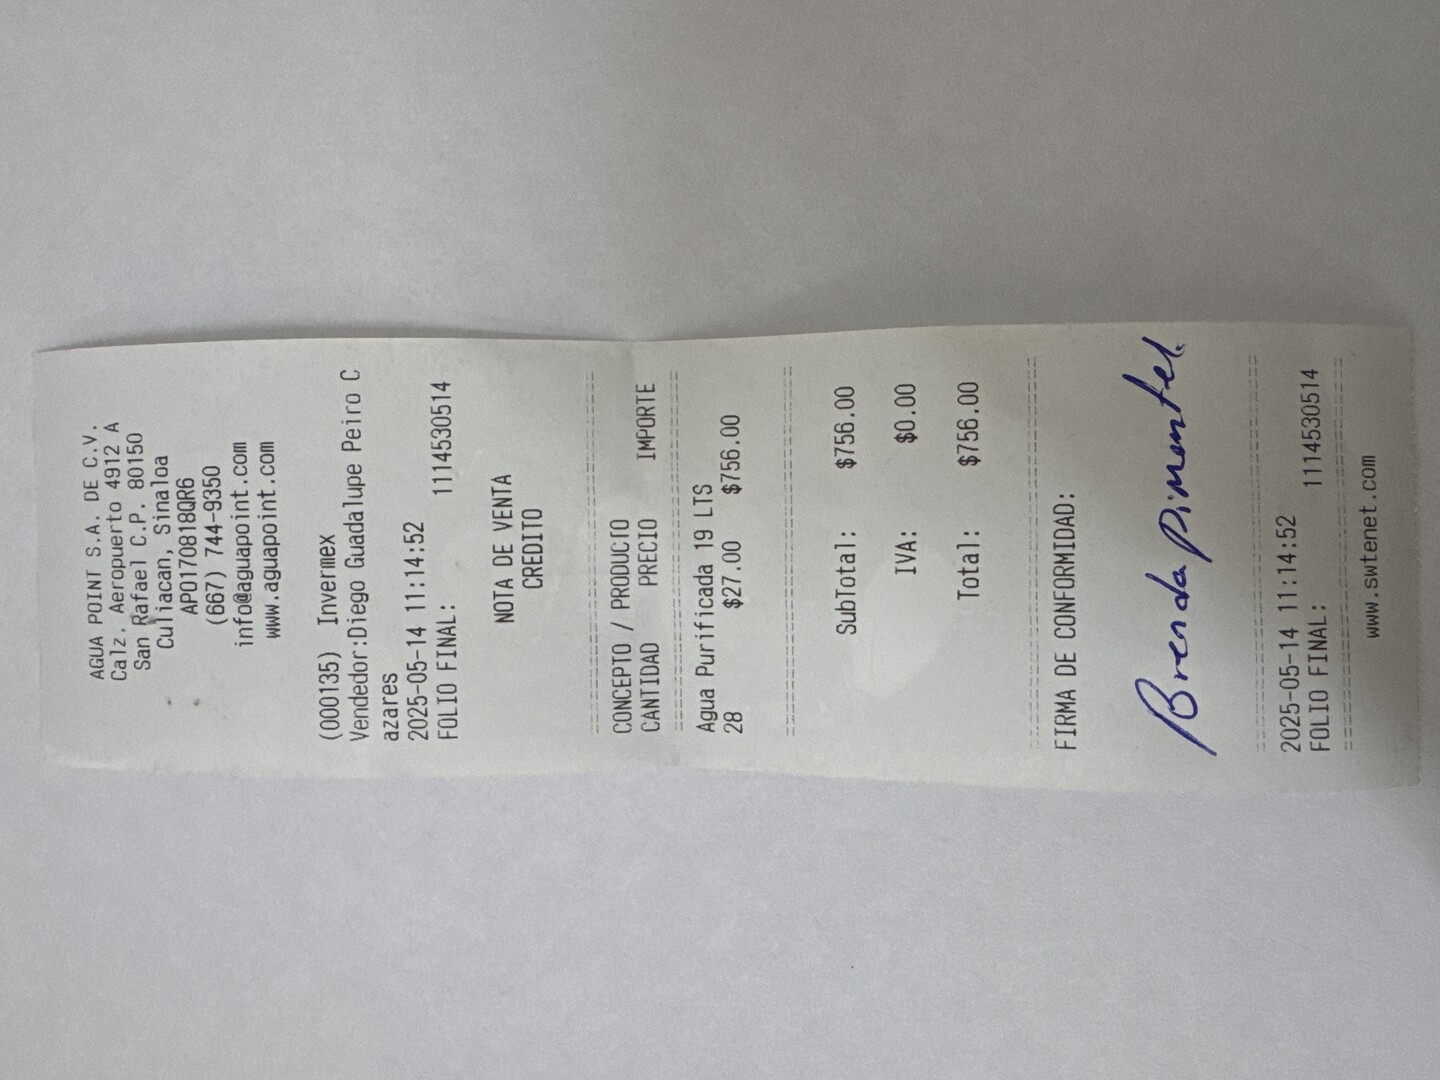 AGUA POINT S.A. DE C.V.
Calz. Aeropuerto 4912 A
San Rafael C.P. 80150
Culiacan, Sinaloa
APO170818QR6
(667) 744-9350
info@aguapoint.com
www.aguapoint.com
(000135) Invermex
Vendedor:Diego Guadalupe Peiro C
azares
2025-05-14 11:14:52
FOLIO FINAL: 1114530514
NOTA DE VENTA
CREDITO
CONCEPTO / PRODUCTO
CANTIDAD PRECIO IMPORTE
Agua Purificada 19 LTS
28 $27.00 $756.00
SubTotal: $756.00
IVA: $0.00
Total: $756.00
FIRMA DE CONFORMIDAD:
Brenda Pimentel.
2025-05-14 11:14:52
FOLIO FINAL: 1114530514
www.swtenet.com